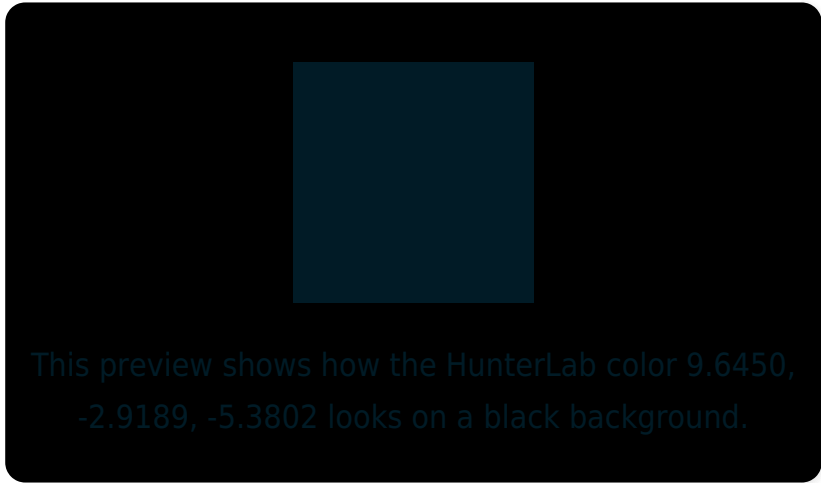 This preview shows how the HunterLab color 9.6450,
-2.9189, -5.3802 looks on a black background.